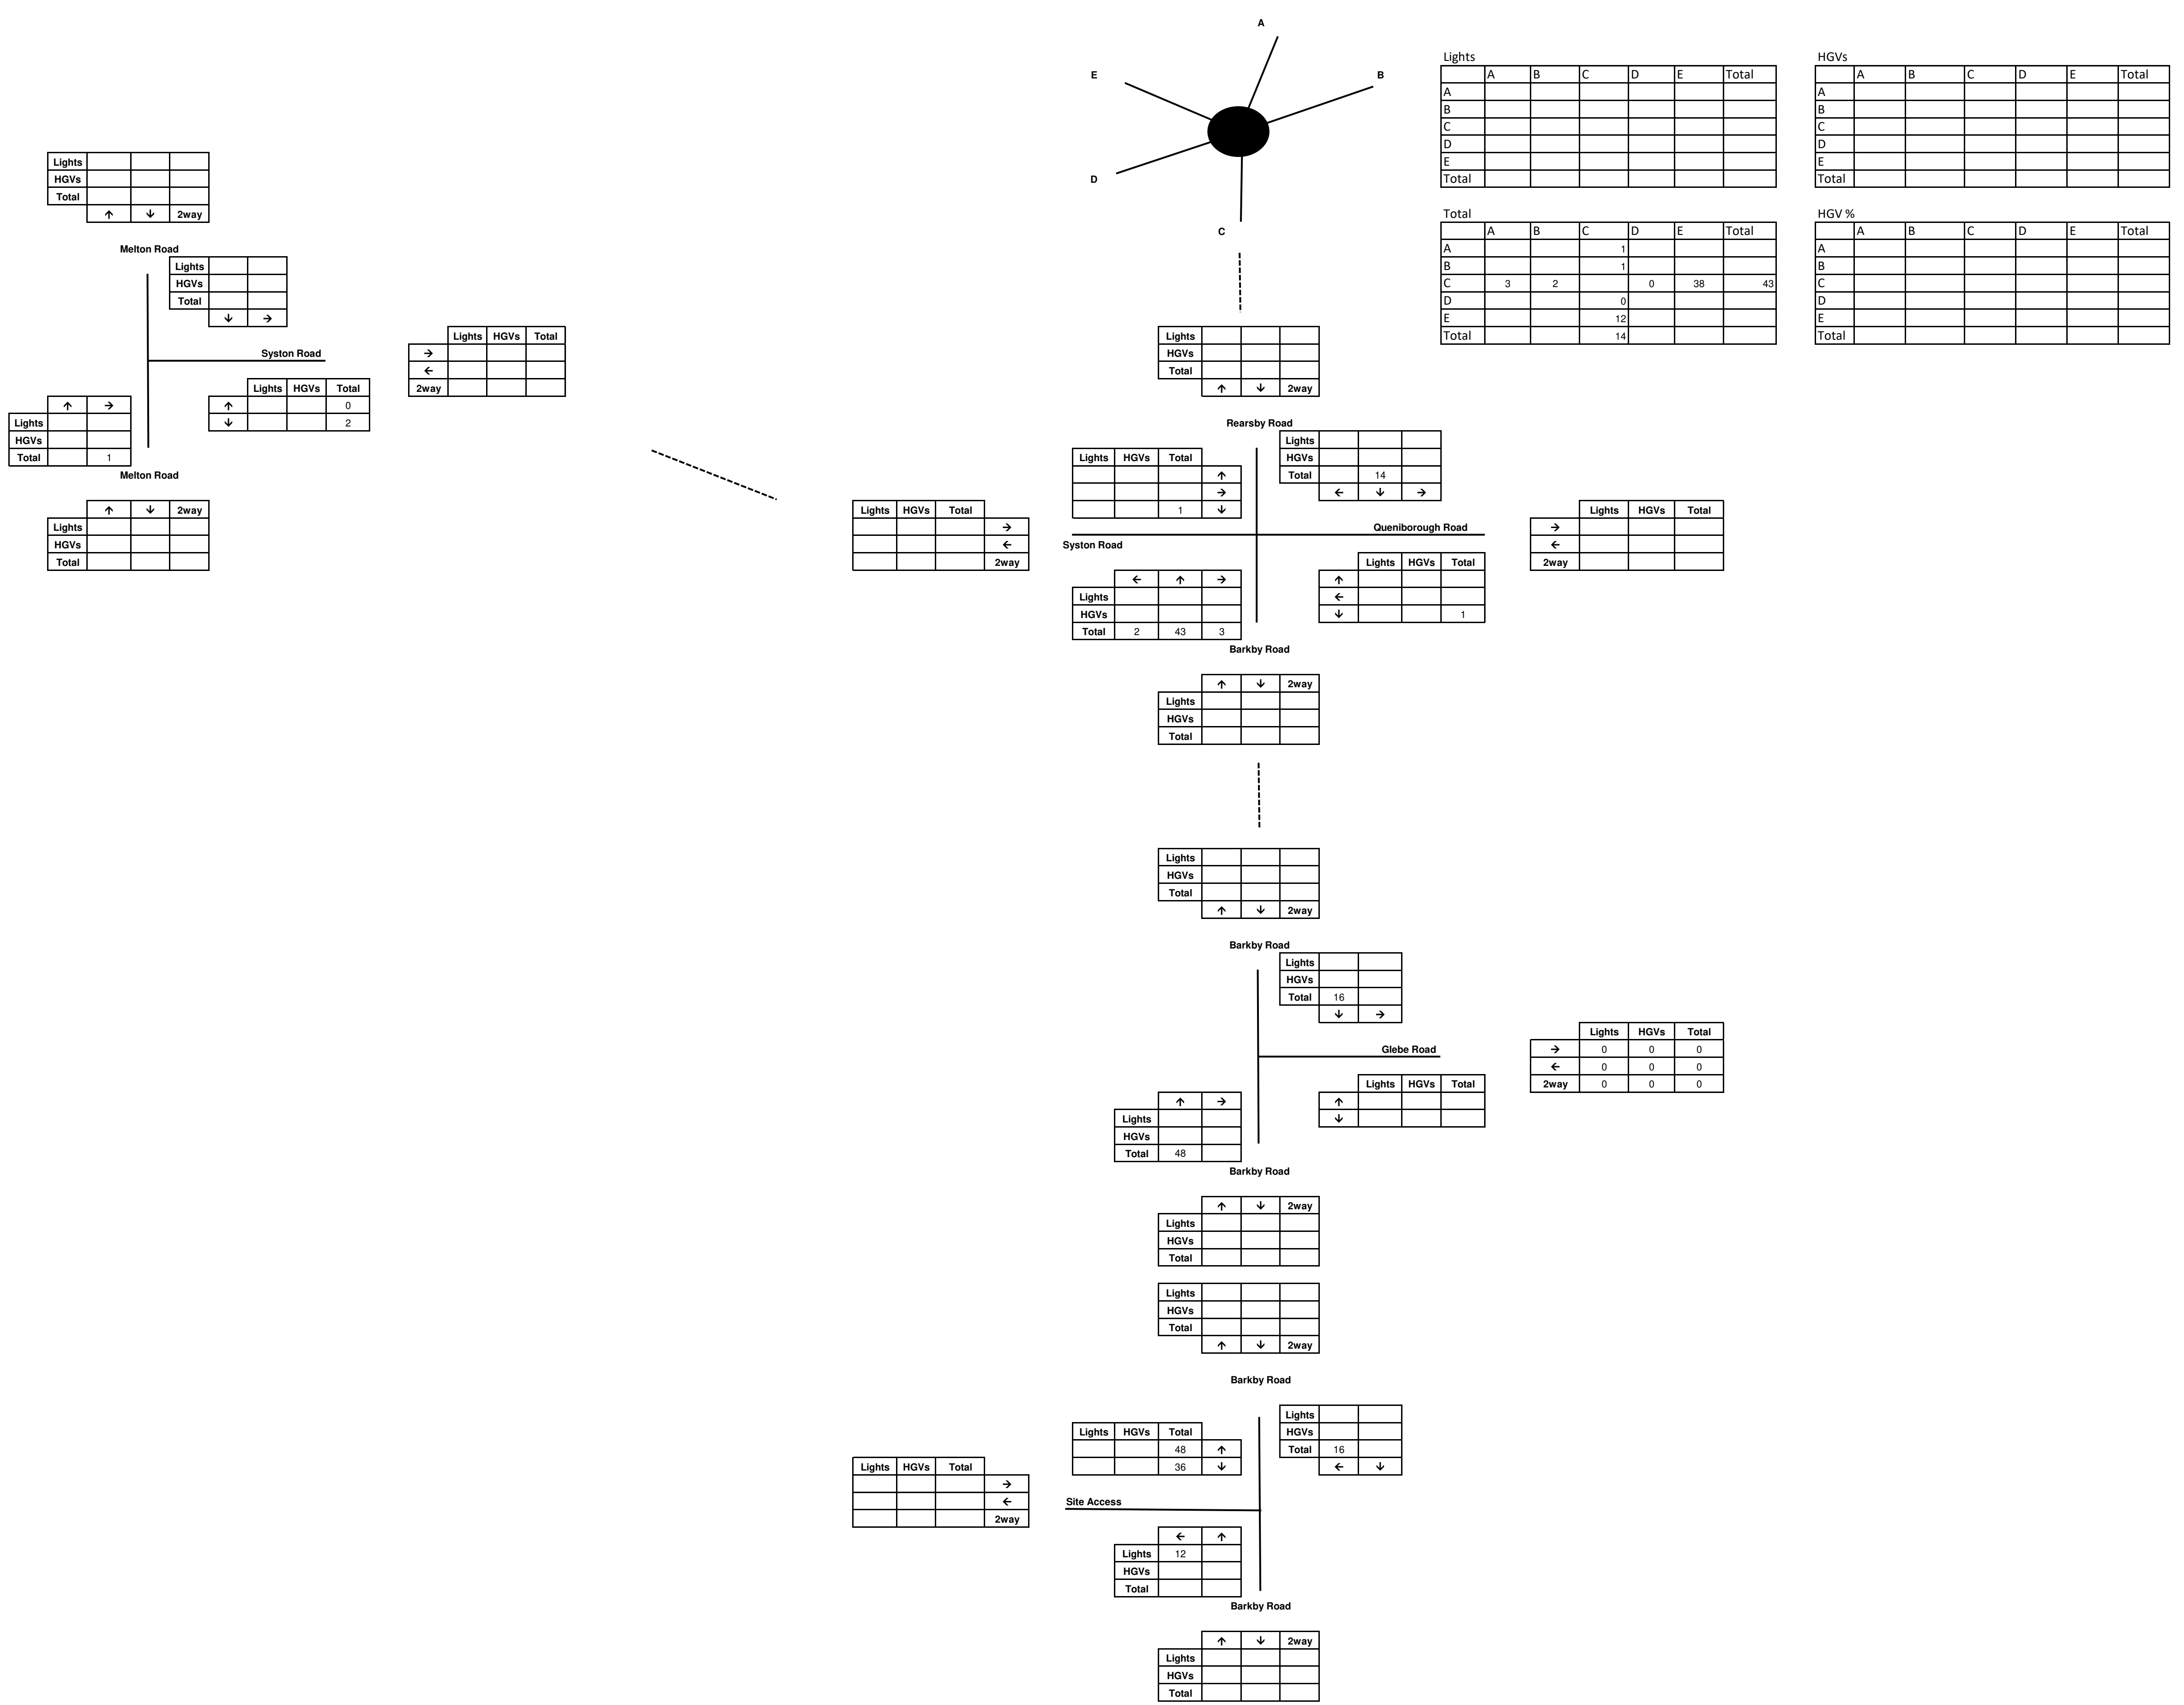 A
E
B
D
C
Lights
A B C D E Total
A
B
C
D
E
Total
HGVs
A B C D E Total
A
B
C
D
E
Total
Total
A B C D E Total
A 1
B 1
C 3 2 0 38 43
D 0
E 12
Total 14
HGV %
A B C D E Total
A
B
C
D
E
Total
Lights
HGVs
Total
↑ ↓ 2way
Melton Road
Lights
HGVs
Total
↓ →
Syston Road
Lights HGVs Total
→
←
2way
Lights HGVs Total
↑ 0
↓ 2
↑ →
Lights
HGVs
Total 1
Melton Road
↑ ↓ 2way
Lights
HGVs
Total
Lights
HGVs
Total
↑ ↓ 2way
Rearsby Road
Lights
HGVs
Total 14
← ↓ →
Lights HGVs Total
↑
→
1 ↓
Lights HGVs Total
→
←
2way
Syston Road
Queniborough Road
Lights HGVs Total
→
←
2way
Lights HGVs Total
↑
←
↓ 1
← ↑ →
Lights
HGVs
Total 2 43 3
Barkby Road
↑ ↓ 2way
Lights
HGVs
Total
Lights
HGVs
Total
↑ ↓ 2way
Barkby Road
Lights
HGVs
Total 16
↓ →
Glebe Road
Lights HGVs Total
→ 0 0 0
← 0 0 0
2way 0 0 0
Lights HGVs Total
↑
↓
↑ →
Lights
HGVs
Total 48
Barkby Road
↑ ↓ 2way
Lights
HGVs
Total
Lights
HGVs
Total
↑ ↓ 2way
Barkby Road
Lights
HGVs
Total 16
← ↓
Lights HGVs Total
48 ↑
36 ↓
Lights HGVs Total
→
←
2way
Site Access
← ↑
Lights 12
HGVs
Total
Barkby Road
↑ ↓ 2way
Lights
HGVs
Total